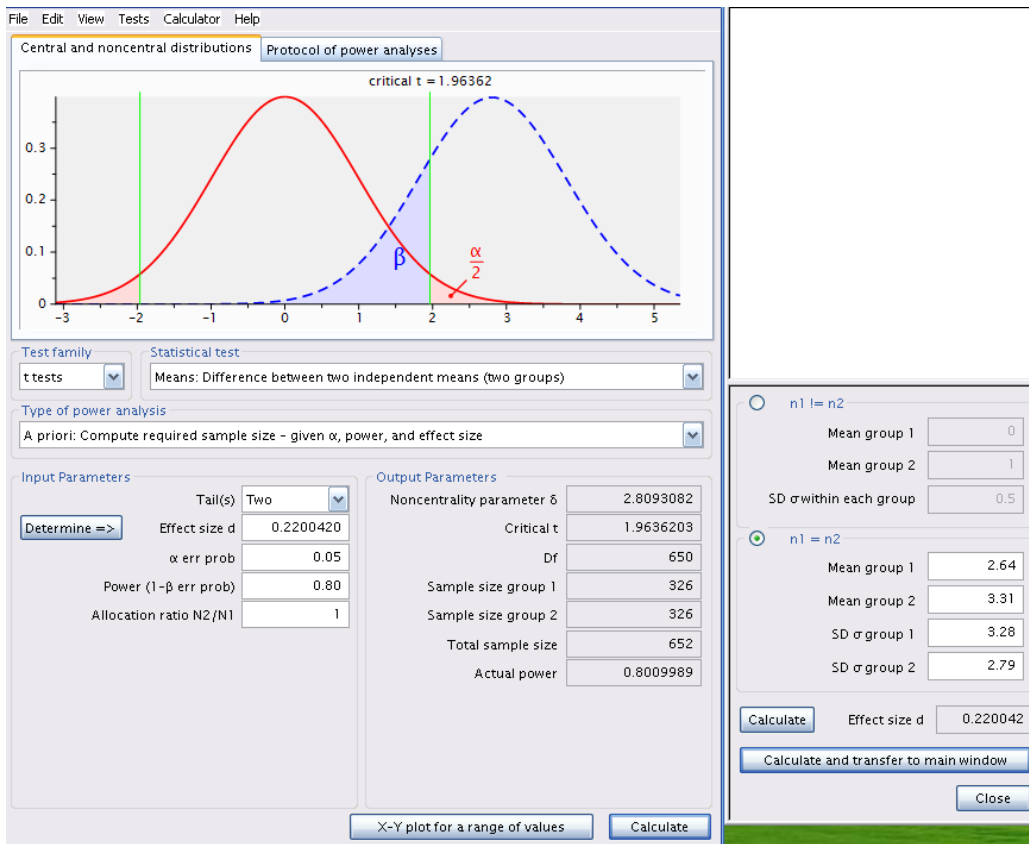 File Edit View Tests Calculator Help
Central and noncentral distributions
Protocol of power analyses
critical t = 1.96362
0.3
0.2
0.1
0
β
α
2
-3 -2 -1 0 1 2 3 4 5
Test family
t tests
Statistical test
Means: Difference between two independent means (two groups)
Type of power analysis
A priori: Compute required sample size - given α, power, and effect size
Input Parameters
Tail(s) Two
Determine =>
Effect size d 0.2200420
α err prob 0.05
Power (1-β err prob) 0.80
Allocation ratio N2/N1 1
Output Parameters
Noncentrality parameter δ 2.8093082
Critical t 1.9636203
Df 650
Sample size group 1 326
Sample size group 2 326
Total sample size 652
Actual power 0.8009989
X-Y plot for a range of values
Calculate
n1 != n2
Mean group 1 0
Mean group 2 1
SD σ within each group 0.5
n1 = n2
Mean group 1 2.64
Mean group 2 3.31
SD σ group 1 3.28
SD σ group 2 2.79
Calculate
Effect size d 0.220042
Calculate and transfer to main window
Close